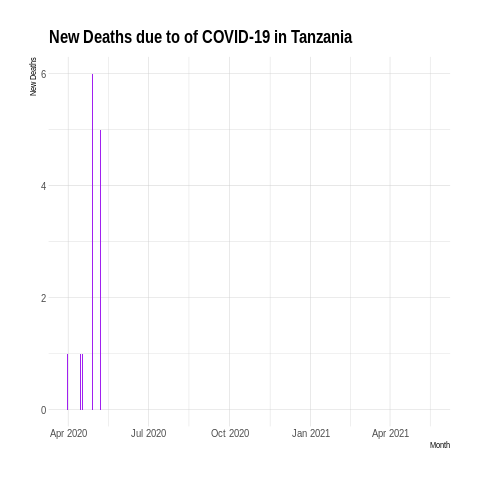 New Deaths due to of COVID-19 in Tanzania
New Deaths
6
4
2
0
Apr 2020 Jul 2020 Oct 2020 Jan 2021 Apr 2021
Month